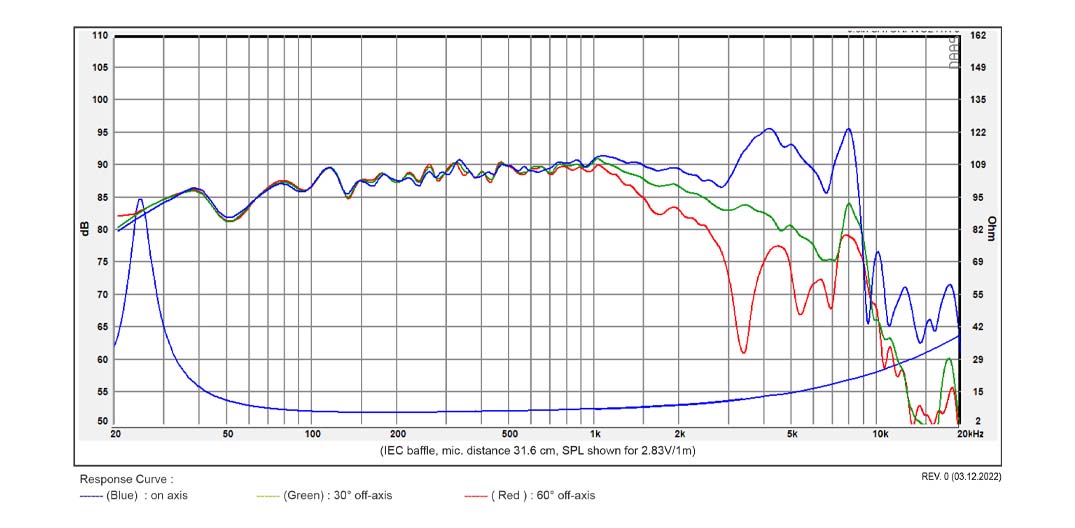 110 162
105 149
100 135
95 122
90 109
85 95
80 82
75 69
70 55
65 42
60 29
55 15
50 2
dB
Ohm
DAAS
20 50 100 200 500 1k 2k 5k 10k 20kHz
(IEC baffle, mic. distance 31.6 cm, SPL shown for 2.83V/1m)
Response Curve :
REV. 0 (03.12.2022)
(Blue) : on axis (Green) : 30° off-axis ( Red ) : 60° off-axis